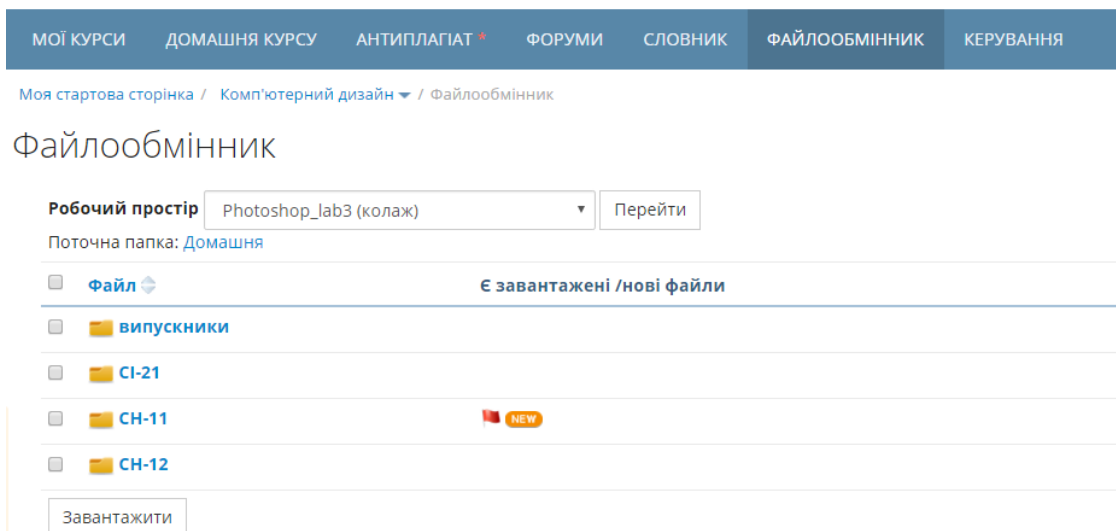 МОЇ КУРСИ ДОМАШНЯ КУРСУ АНТИПЛАГІАТ * ФОРУМИ СЛОВНИК ФАЙЛООБМІННИК КЕРУВАННЯ
Моя стартова сторінка / Комп'ютерний дизайн / Файлообмінник
Файлообмінник
Робочий простір Photoshop_lab3 (колаж) Перейти
Поточна папка: Домашня
Файл Є завантажені /нові файли
випускники
СІ-21
СН-11 NEW
СН-12
Завантажити